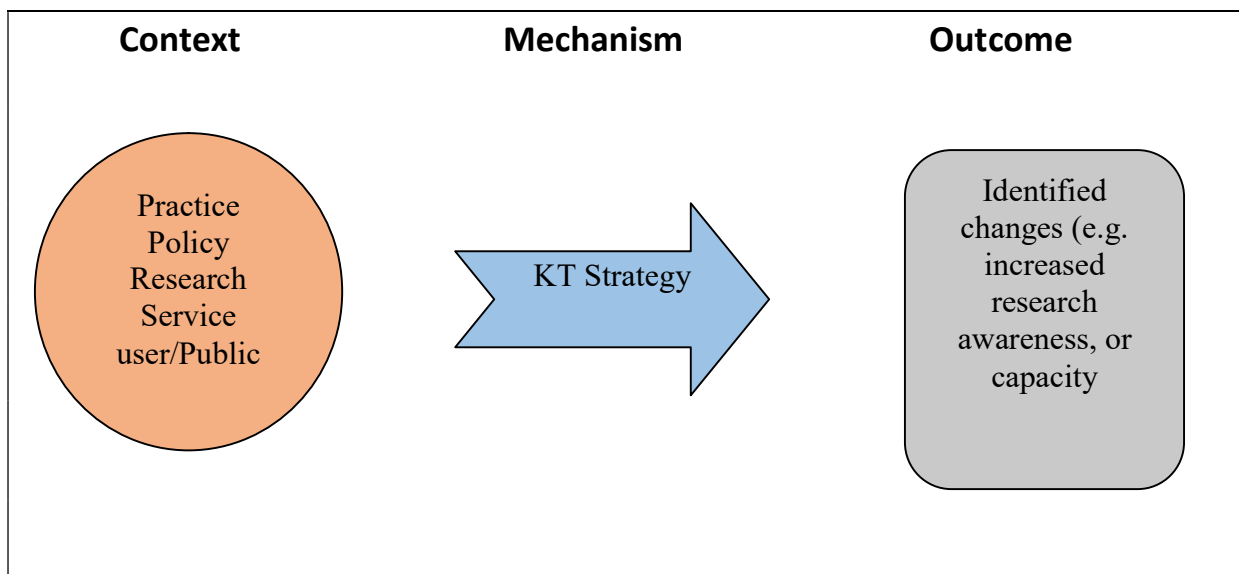 Context
Mechanism
Outcome
Practice
Policy
Research
Service
user/Public
KT Strategy
Identified
changes (e.g.
increased
research
awareness, or
capacity